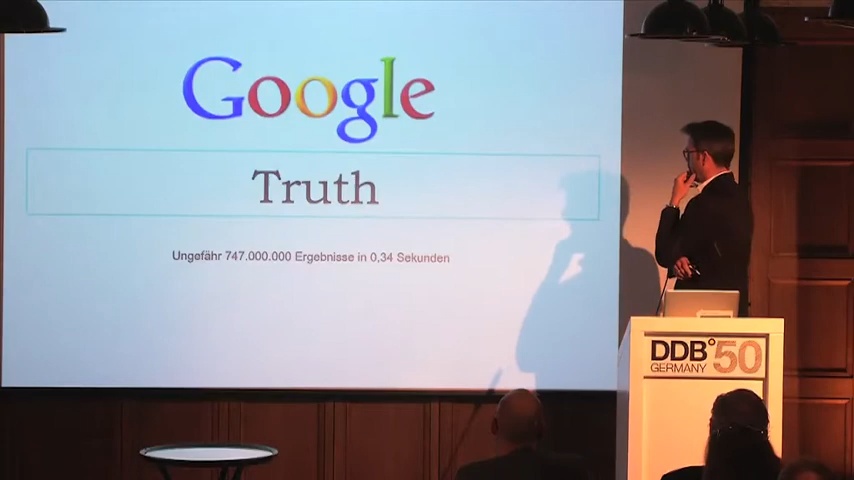 Google
Truth
Ungefähr 747.000.000 Ergebnisse in 0,34 Sekunden
DDB° 50
GERMANY